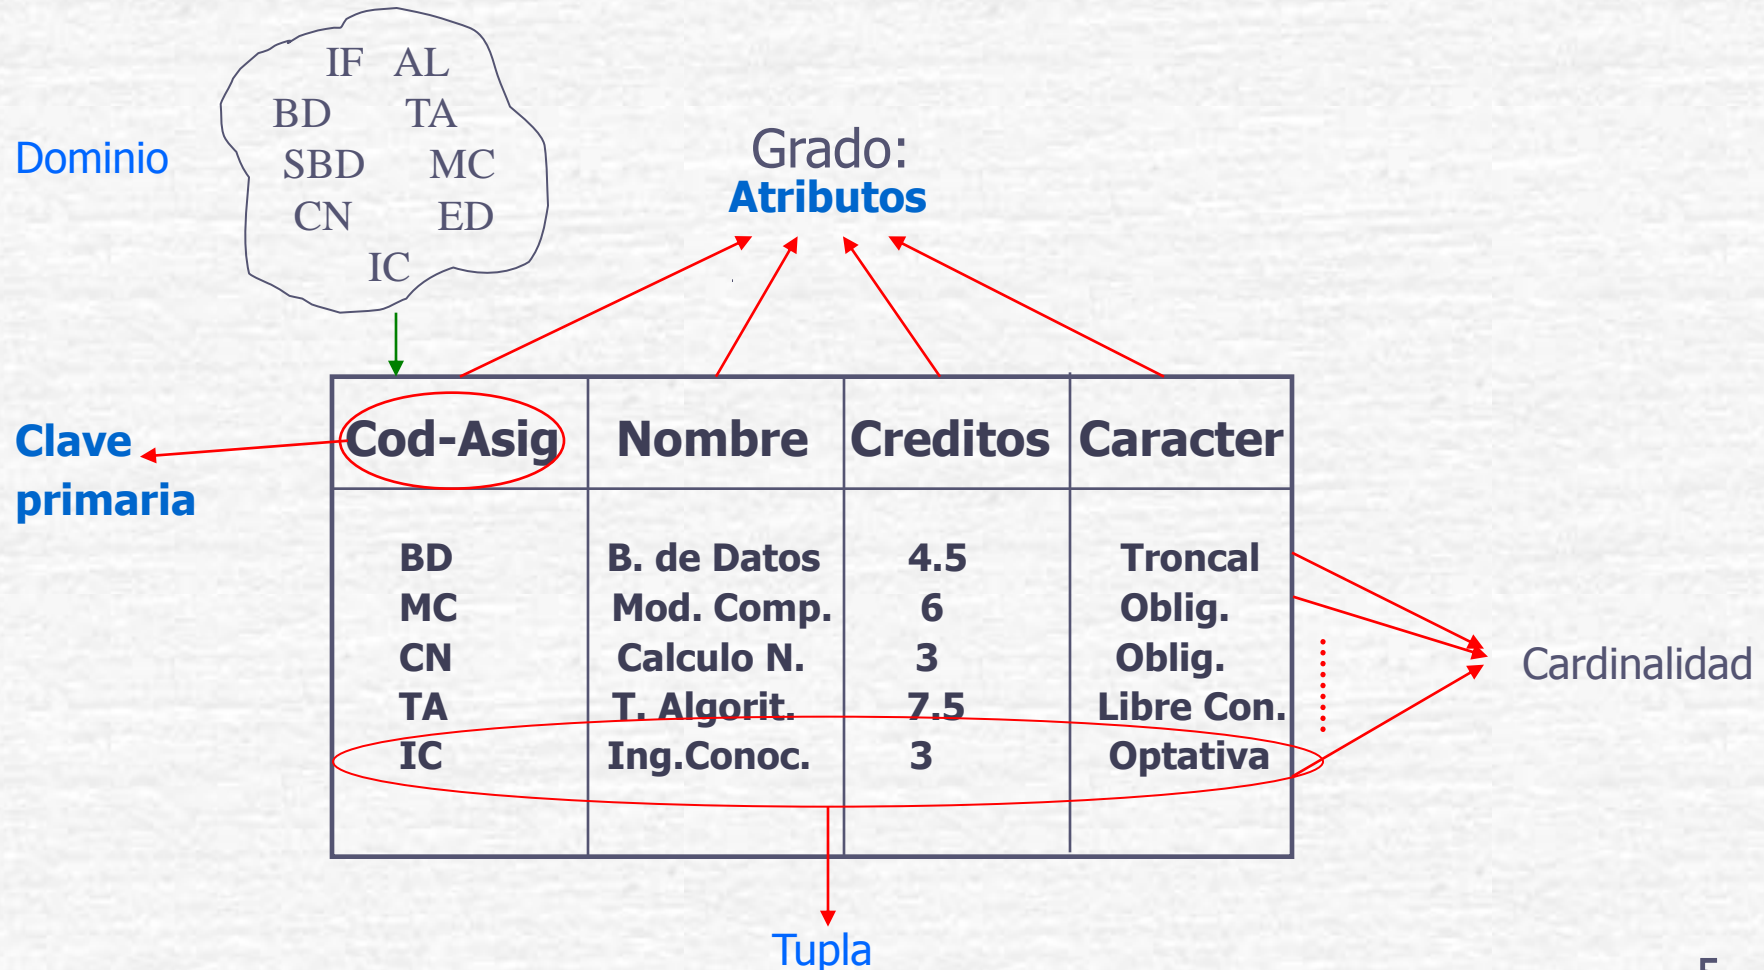 IF AL
BD TA
Dominio
SBD MC
CN ED
IC
Grado:
Atributos
Clave
primaria
Cod-Asig Nombre Creditos Caracter
BD B. de Datos 4.5 Troncal
MC Mod. Comp. 6 Oblig.
CN Calculo N. 3 Oblig.
TA T. Algorit. 7.5 Libre Con.
IC Ing.Conoc. 3 Optativa
Cardinalidad
Tupla